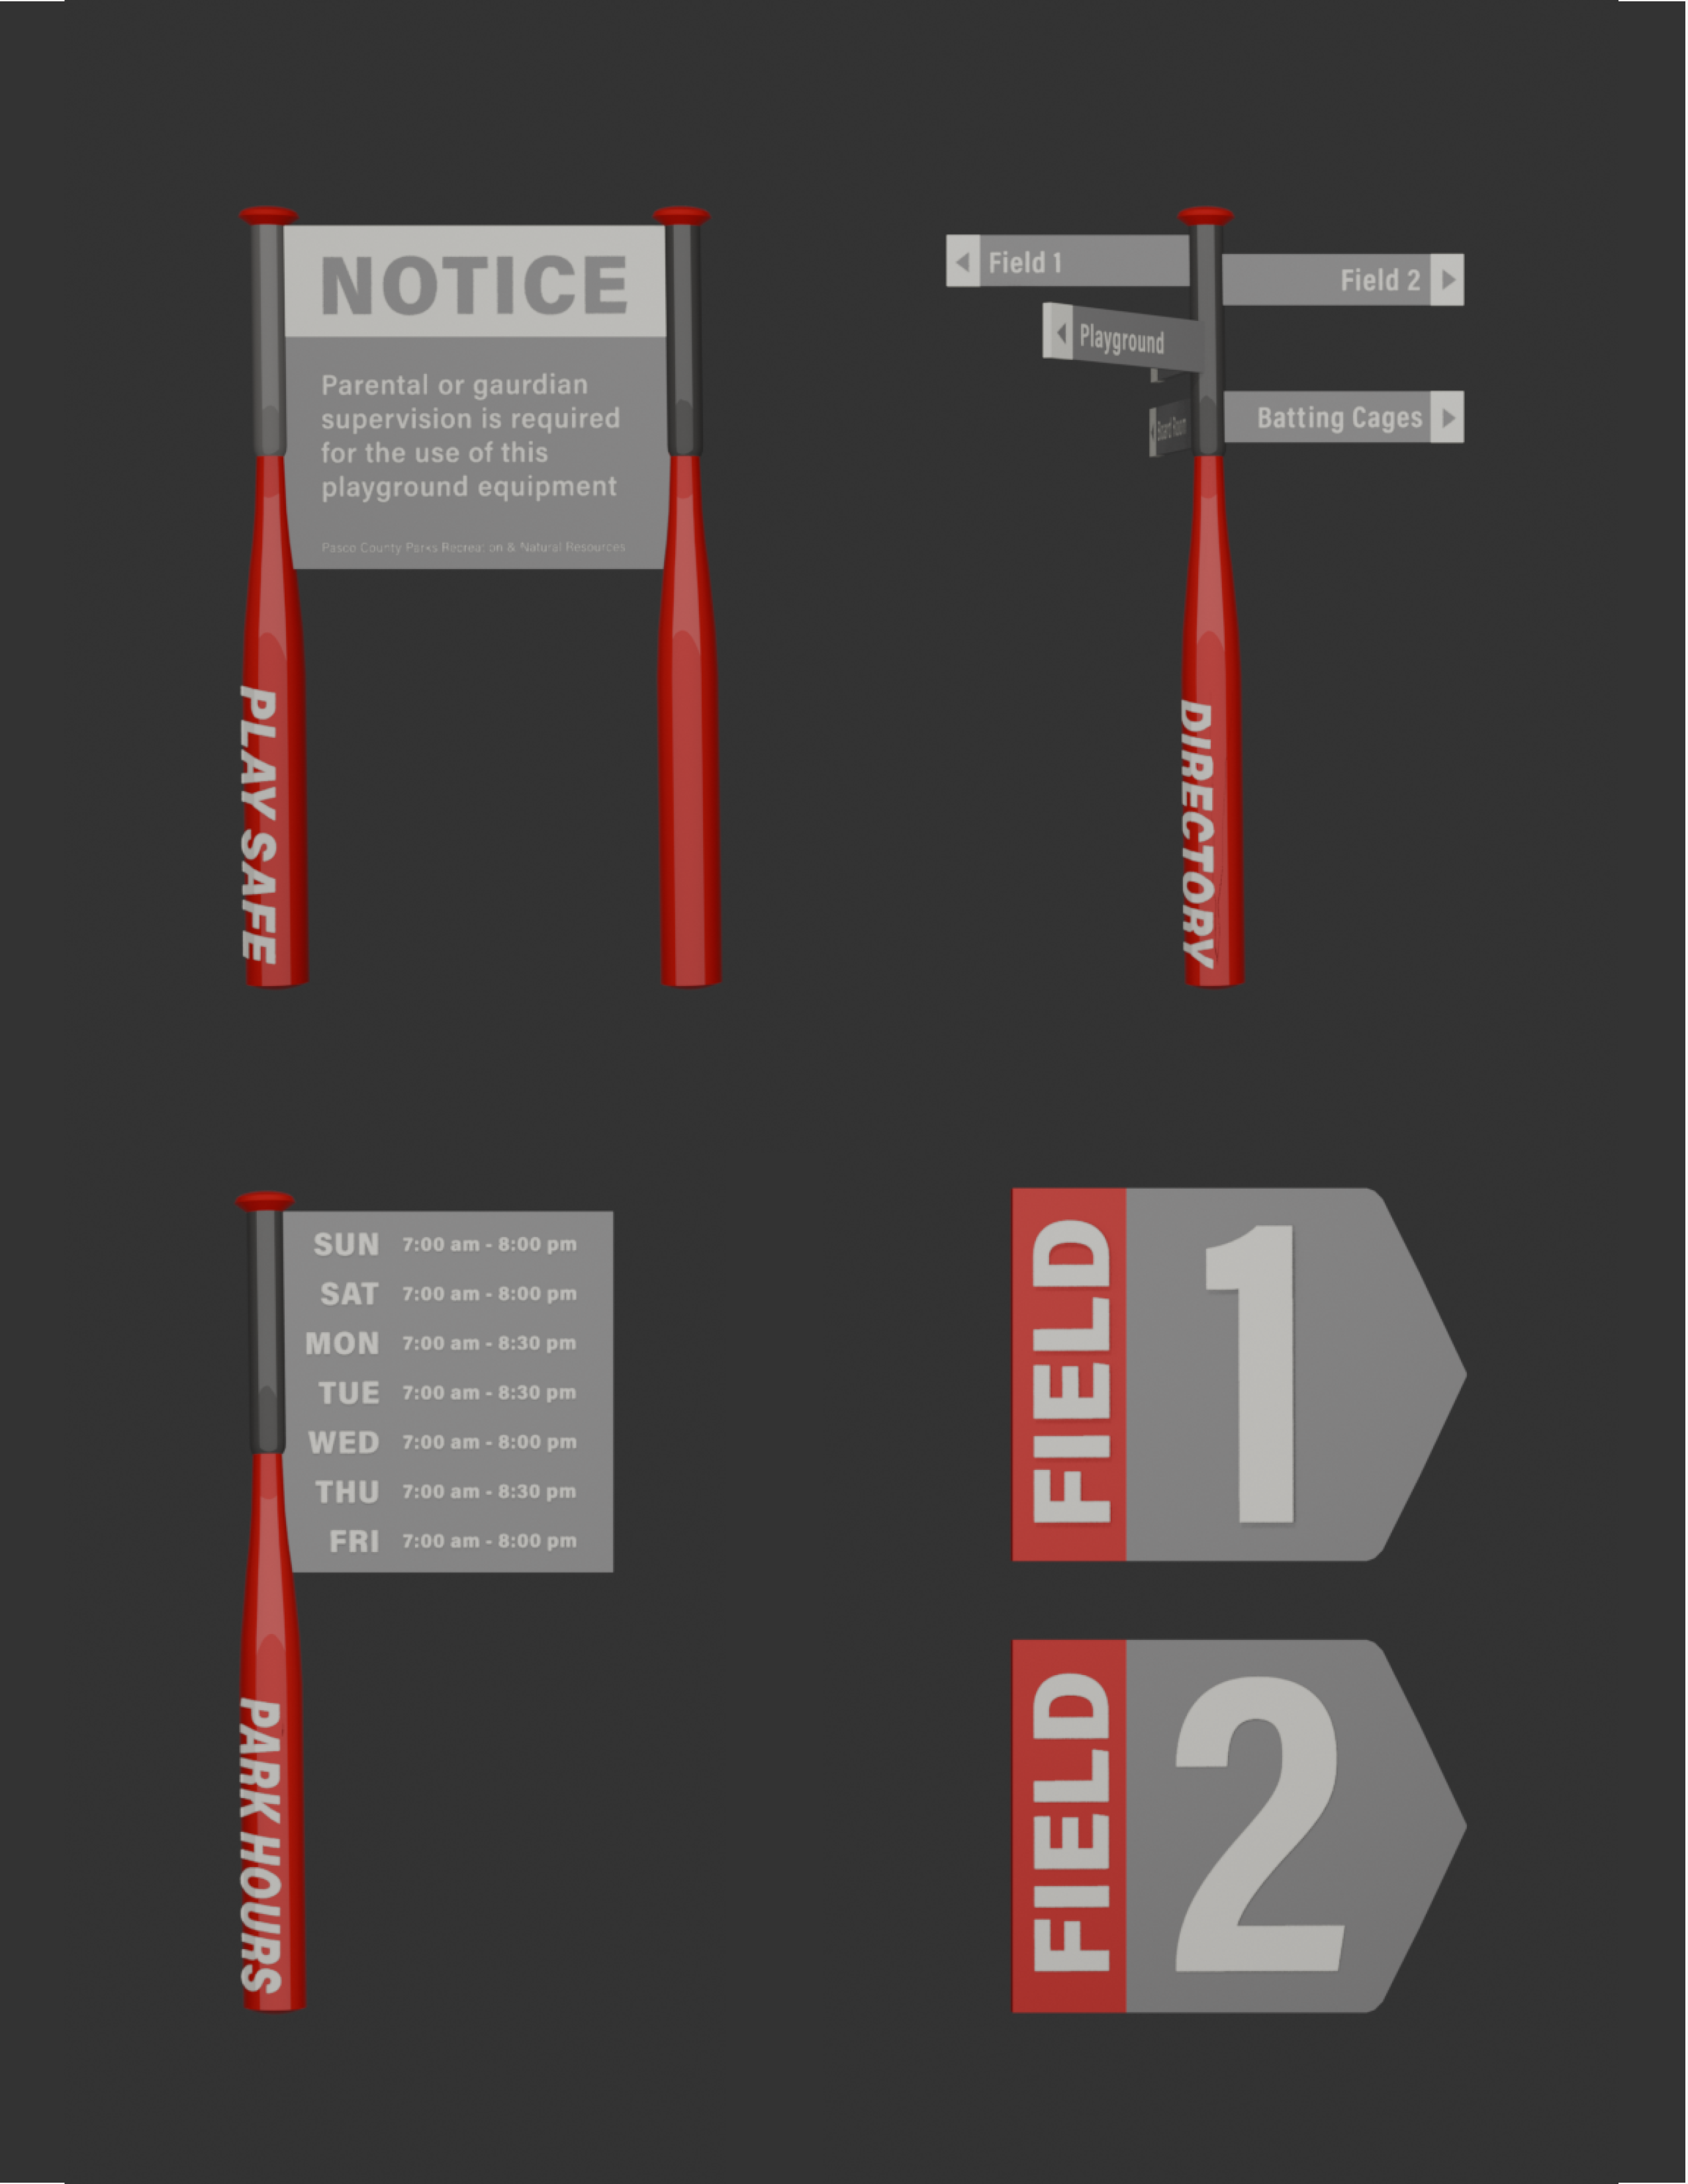 NOTICE
Parental or gaurdian
supervision is required
for the use of this
playground equipment
Pasco County Parks Recreation & Natural Resources
PLAY SAFE
Field 1
Field 2
Playground
Batting Cages
Board Room
DIRECTORY
SUN 7:00 am - 8:00 pm
SAT 7:00 am - 8:00 pm
MON 7:00 am - 8:30 pm
TUE 7:00 am - 8:30 pm
WED 7:00 am - 8:00 pm
THU 7:00 am - 8:30 pm
FRI 7:00 am - 8:00 pm
PARK HOURS
FIELD 1
FIELD 2